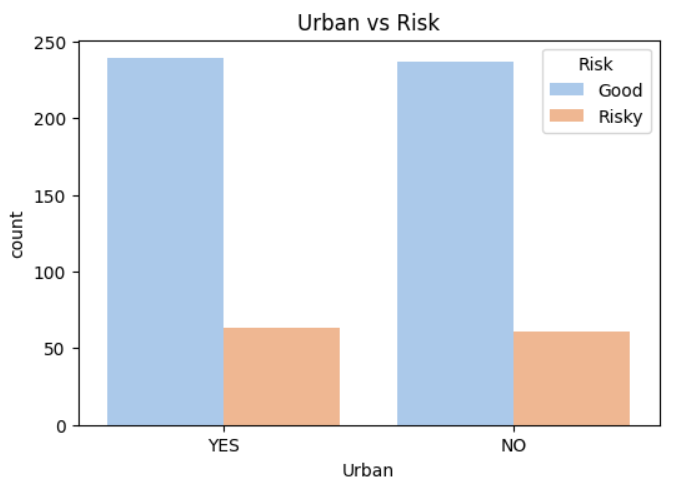 Urban vs Risk
250
200
150
100
50
0
count
Risk
Good
Risky
YES
NO
Urban